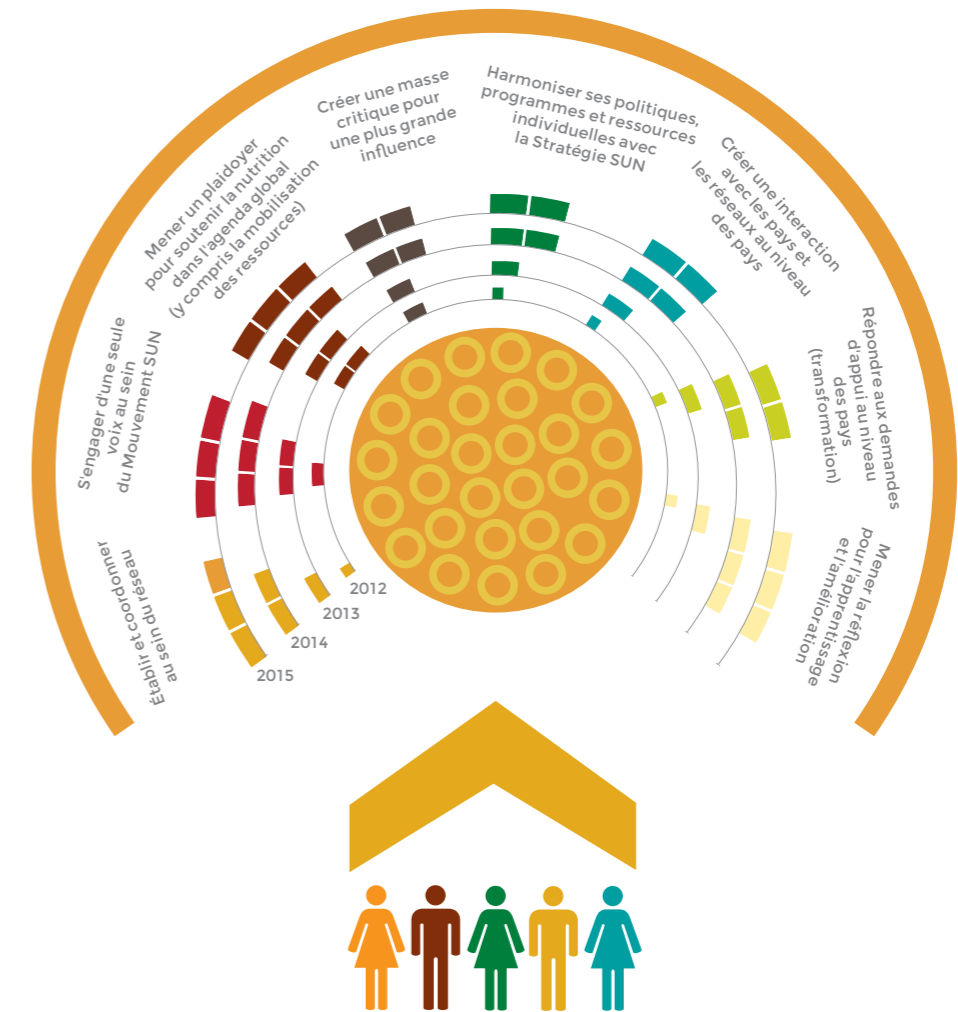 Établir et coordonner
au sein du réseau
S'engager d'une seule
voix au sein
du Mouvement SUN
Mener un plaidoyer
pour soutenir la nutrition
dans l'agenda global
(y compris la mobilisation
des ressources)
Créer une masse
critique pour
une plus grande
influence
Harmoniser ses politiques,
programmes et ressources
individuelles avec
la Stratégie SUN
Créer une interaction
avec les pays et
les réseaux au niveau
des pays
Répondre aux demandes
d'appui au niveau
des pays
(transformation)
Mener la réflexion
pour l'apprentissage
et l'amélioration
2012
2013
2014
2015